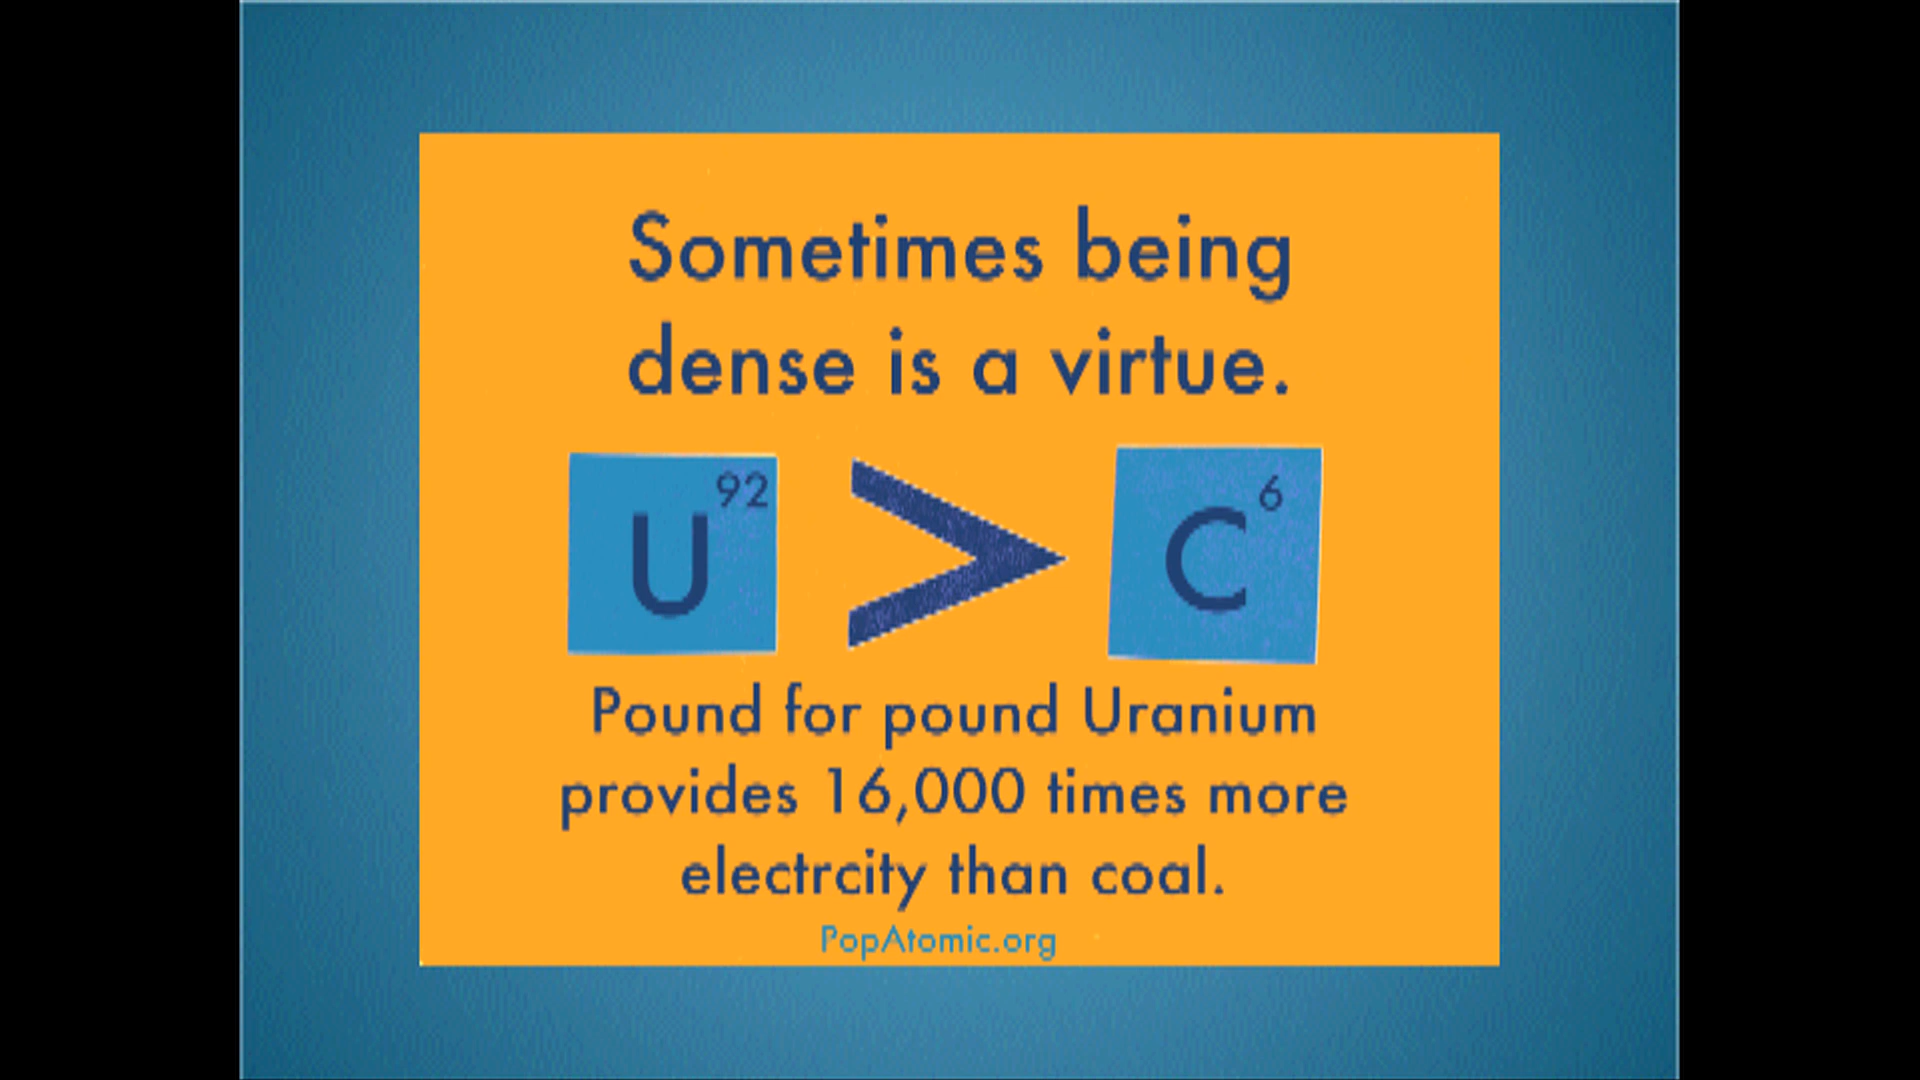 Sometimes being
dense is a virtue.
U 92 > C 6
Pound for pound Uranium
provides 16,000 times more
electrcity than coal.
PopAtomic.org